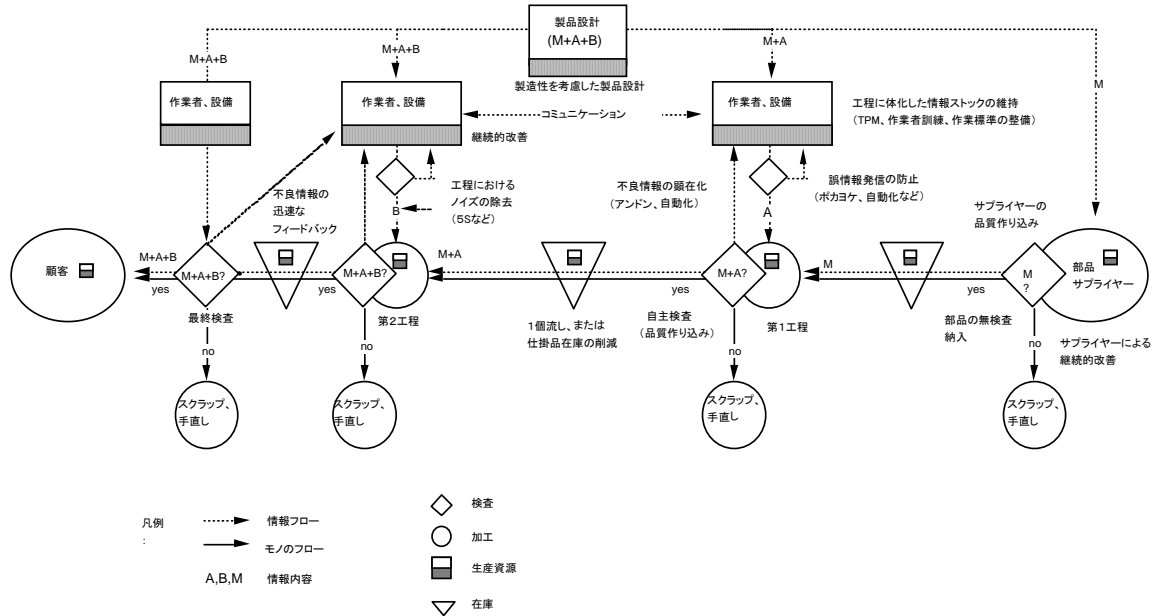 製品設計
(M+A+B)
製造性を考慮した製品設計
M+A+B
M+A+B
M+A
M
作業者、設備
作業者、設備
継続的改善
コミュニケーション
作業者、設備
工程に体化した情報ストックの維持
(TPM、作業者訓練、作業標準の整備)
不良情報の
迅速な
フィードバック
B
工程における
ノイズの除去
(5Sなど)
不良情報の顕在化
(アンドン、自働化)
A
誤情報発信の防止
(ポカヨケ、自動化など)
サプライヤーの
品質作り込み
顧客
M+A+B
yes
M+A+B?
最終検査
M+A+B?
yes
第2工程
M+A
1個流し、または
仕掛品在庫の削減
M+A?
yes
自主検査
(品質作り込み)
第1工程
M
部品の無検査
納入
M
?
yes
部品
サプライヤー
サプライヤーによる
継続的改善
no
no
no
no
スクラップ、
手直し
スクラップ、
手直し
スクラップ、
手直し
スクラップ、
手直し
凡例
:
情報フロー
モノのフロー
A,B,M
情報内容
検査
加工
生産資源
在庫